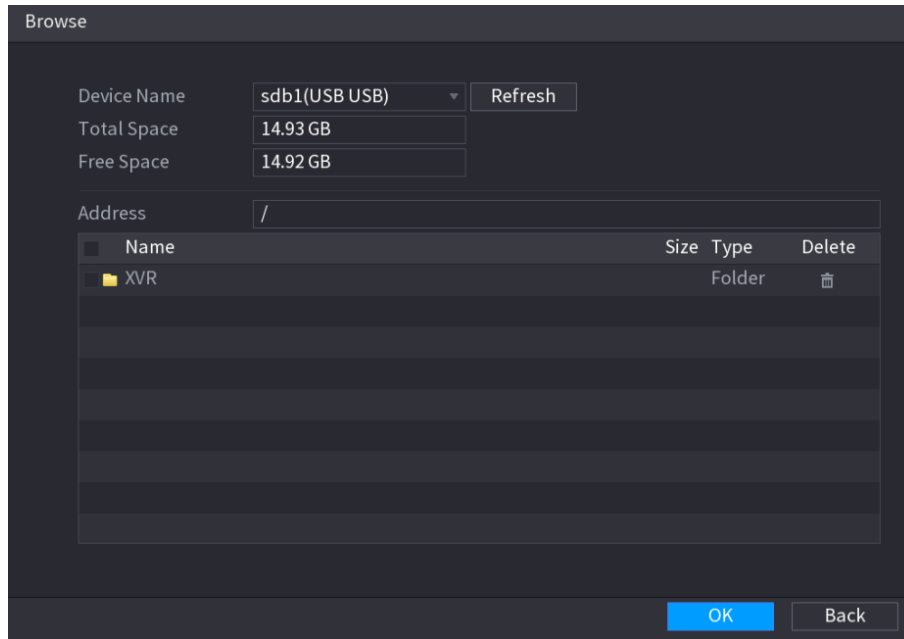 Browse
Device Name sdb1(USB USB) Refresh
Total Space 14.93 GB
Free Space 14.92 GB
Address /
Name Size Type Delete
XVR Folder
OK Back